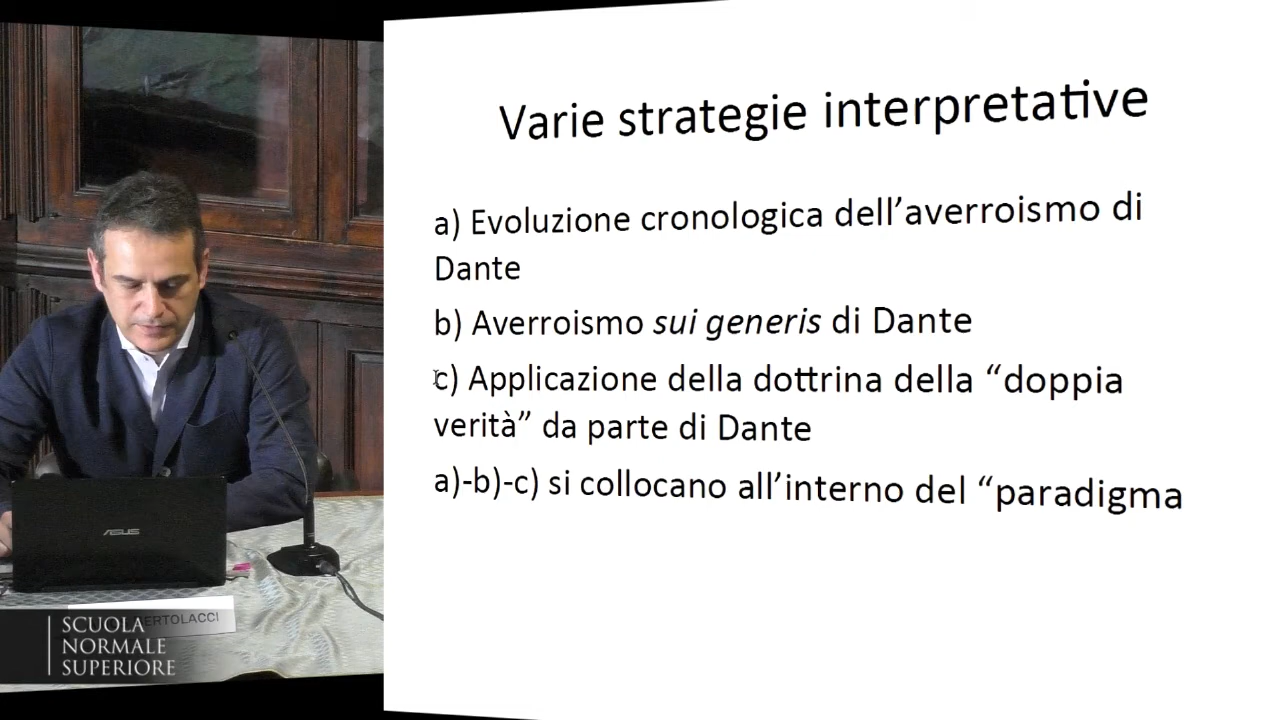 Varie strategie interpretative
a) Evoluzione cronologica dell’averroismo di
Dante
b) Averroismo sui generis di Dante
c) Applicazione della dottrina della “doppia
verità” da parte di Dante
a)-b)-c) si collocano all’interno del “paradigma
ASUS
ERTOLACCI
SCUOLA
NORMALE
SUPERIORE